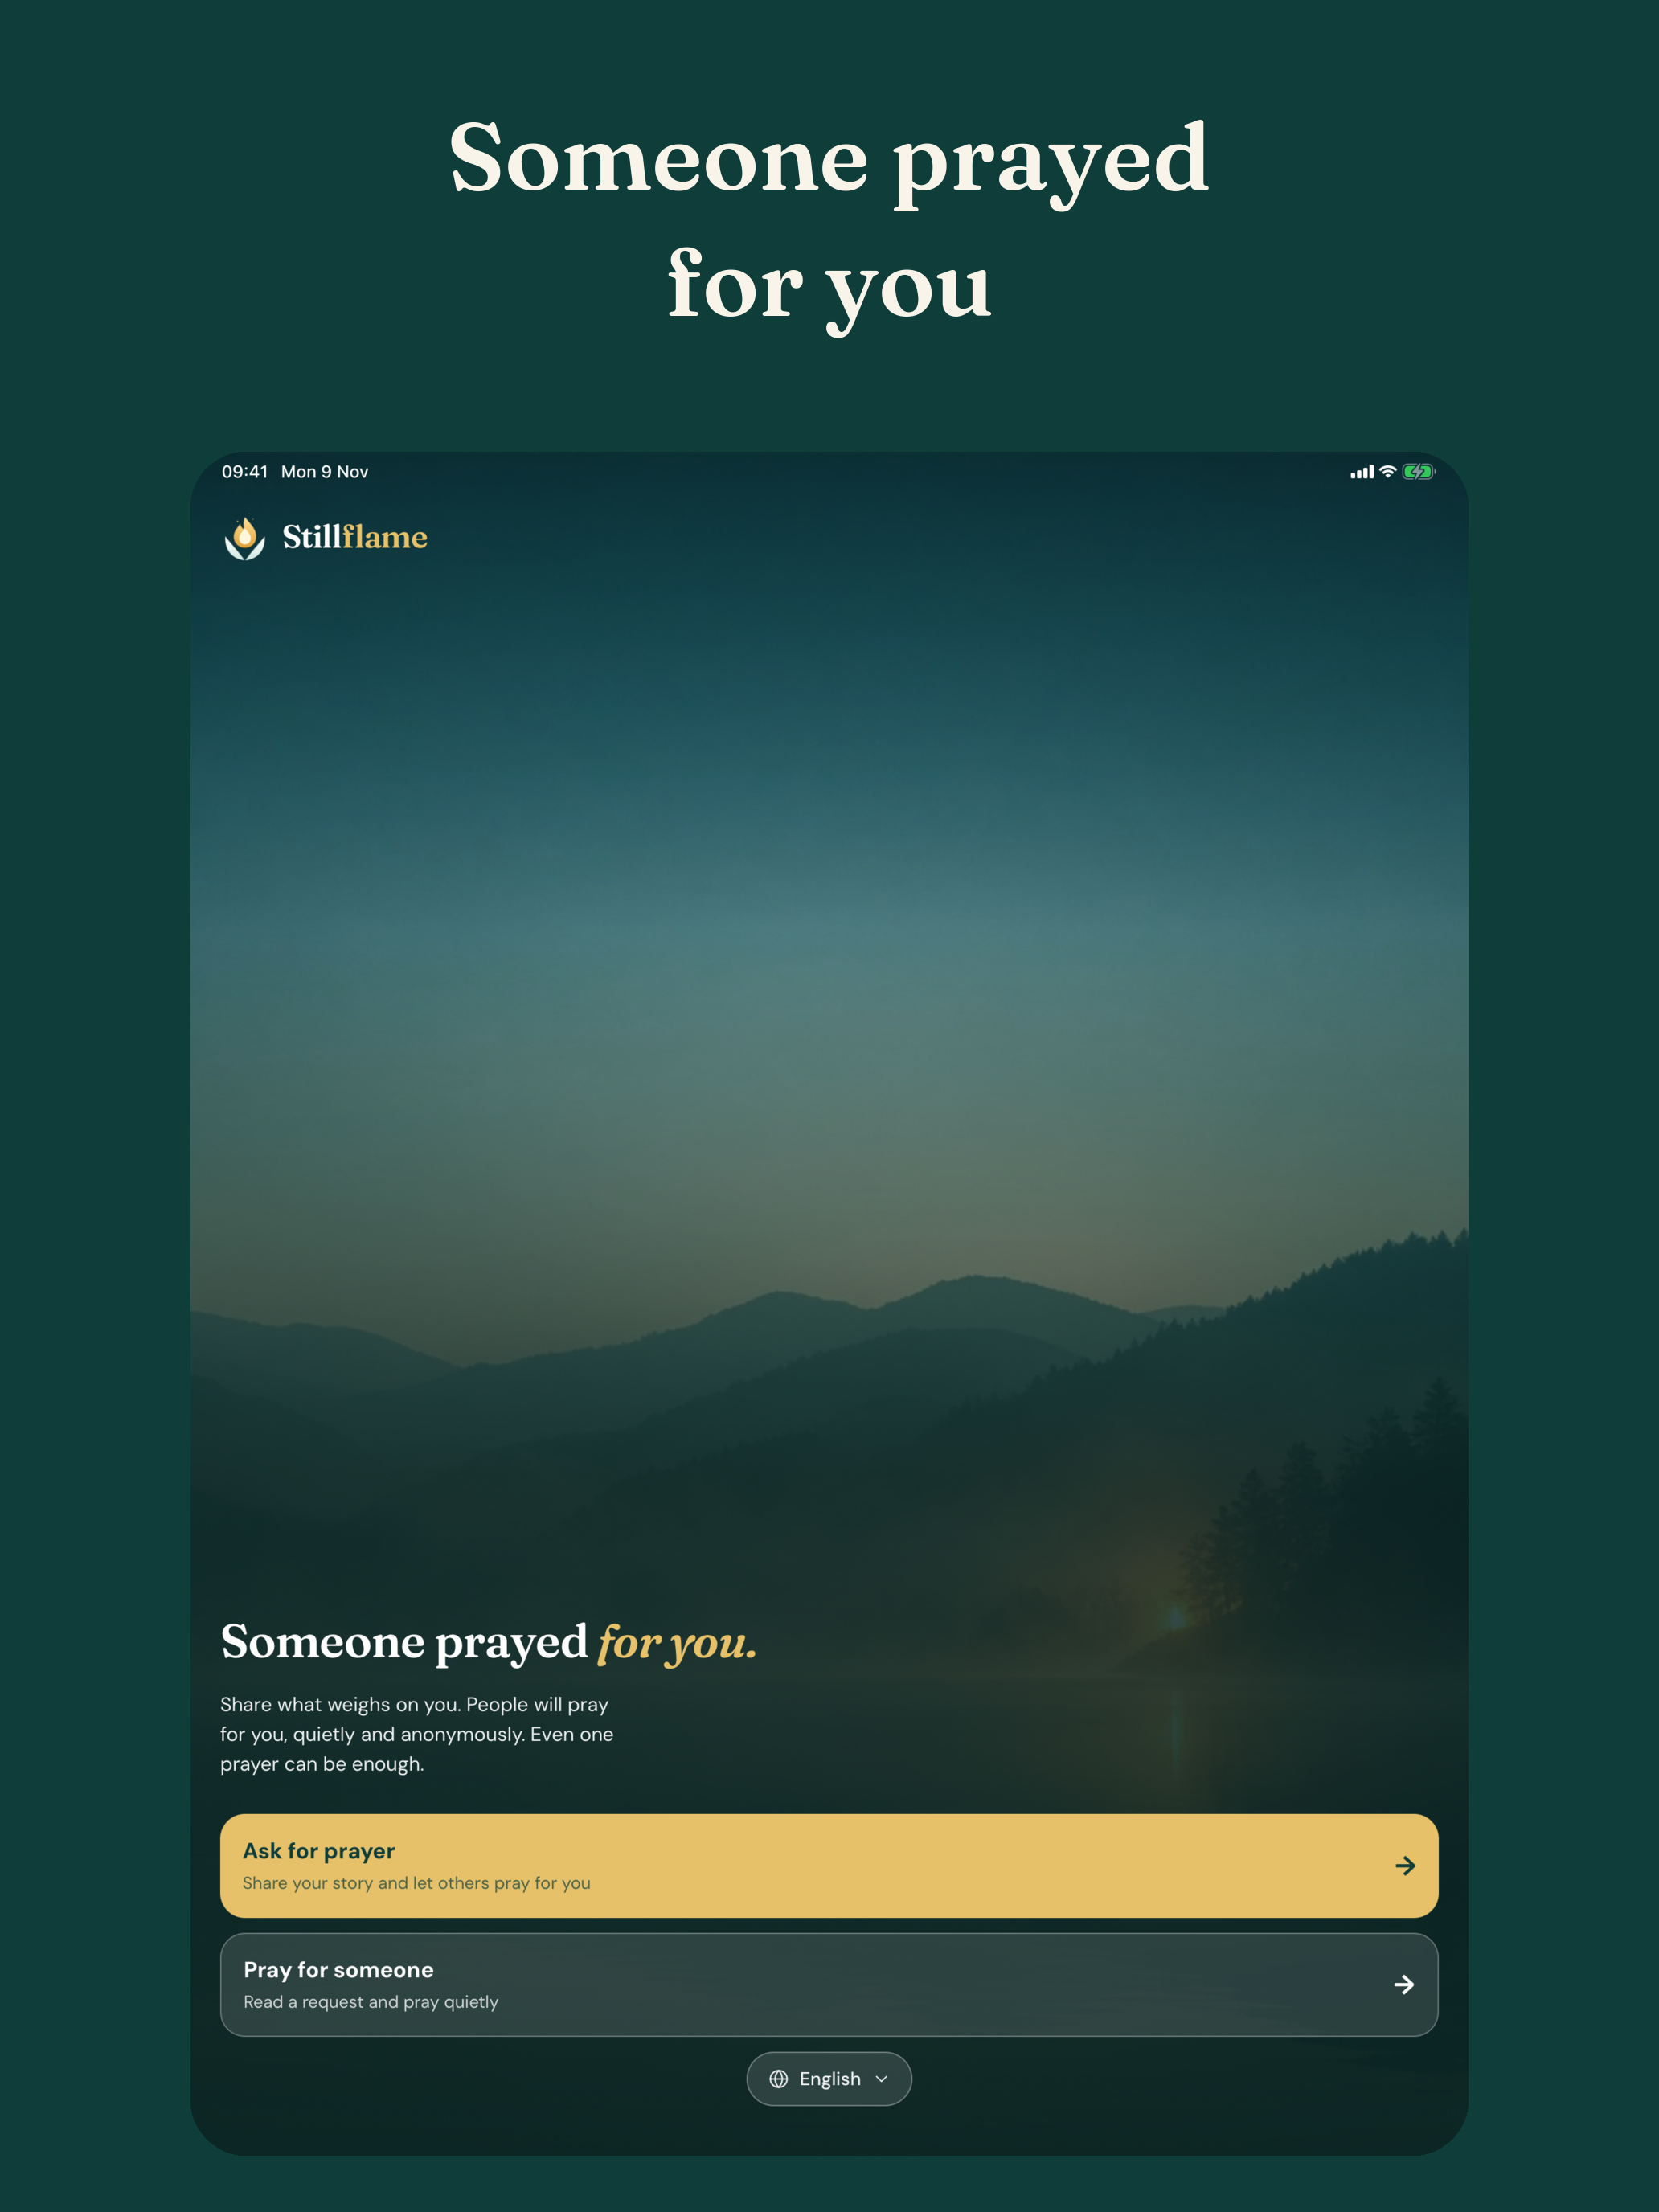 Someone prayed
for you
09:41 Mon 9 Nov
Stillflame
Someone prayed for you.
Share what weighs on you. People will pray
for you, quietly and anonymously. Even one
prayer can be enough.
Ask for prayer
Share your story and let others pray for you
Pray for someone
Read a request and pray quietly
English